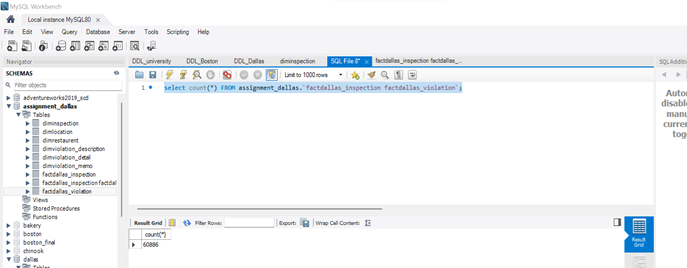 MySQL Workbench
Local instance MySQL80
File Edit View Query Database Server Tools Scripting Help
Navigator
SCHEMAS
Filter objects
adventureworks2019_scd
assignment_dallas
Tables
diminspection
dimlocation
dimrestaurent
dimviolation_description
dimviolation_detail
dimviolation_memo
factdallas_inspection
factdallas_inspection factdal
factdallas_violation
Views
Stored Procedures
Functions
bakery
boston
boston_final
chinook
dallas
Tables
DDL_university DDL_Boston DDL_Dallas diminspection SQL File 8* factdallas_inspection factdallas_...
Limit to 1000 rows
1 select count(*) FROM assignment_dallas.`factdallas_inspection factdallas_violation`;
Result Grid Filter Rows: Export: Wrap Cell Content:
count(*)
60886
Result
Grid
SQLAdditio
Auto
disable
manu
curre
tog